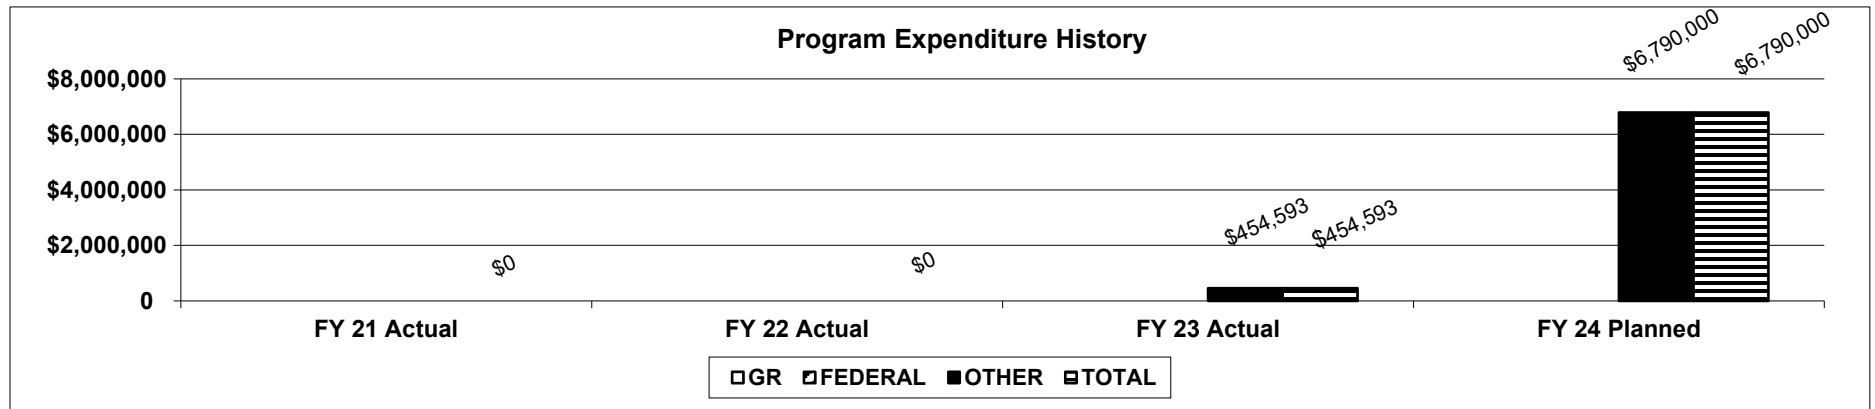 Program Expenditure History
$8,000,000
$6,000,000
$4,000,000
$2,000,000
0
$0
$0
$454,593
$454,593
$6,790,000
$6,790,000
FY 21 Actual
FY 22 Actual
FY 23 Actual
FY 24 Planned
GR FEDERAL OTHER TOTAL